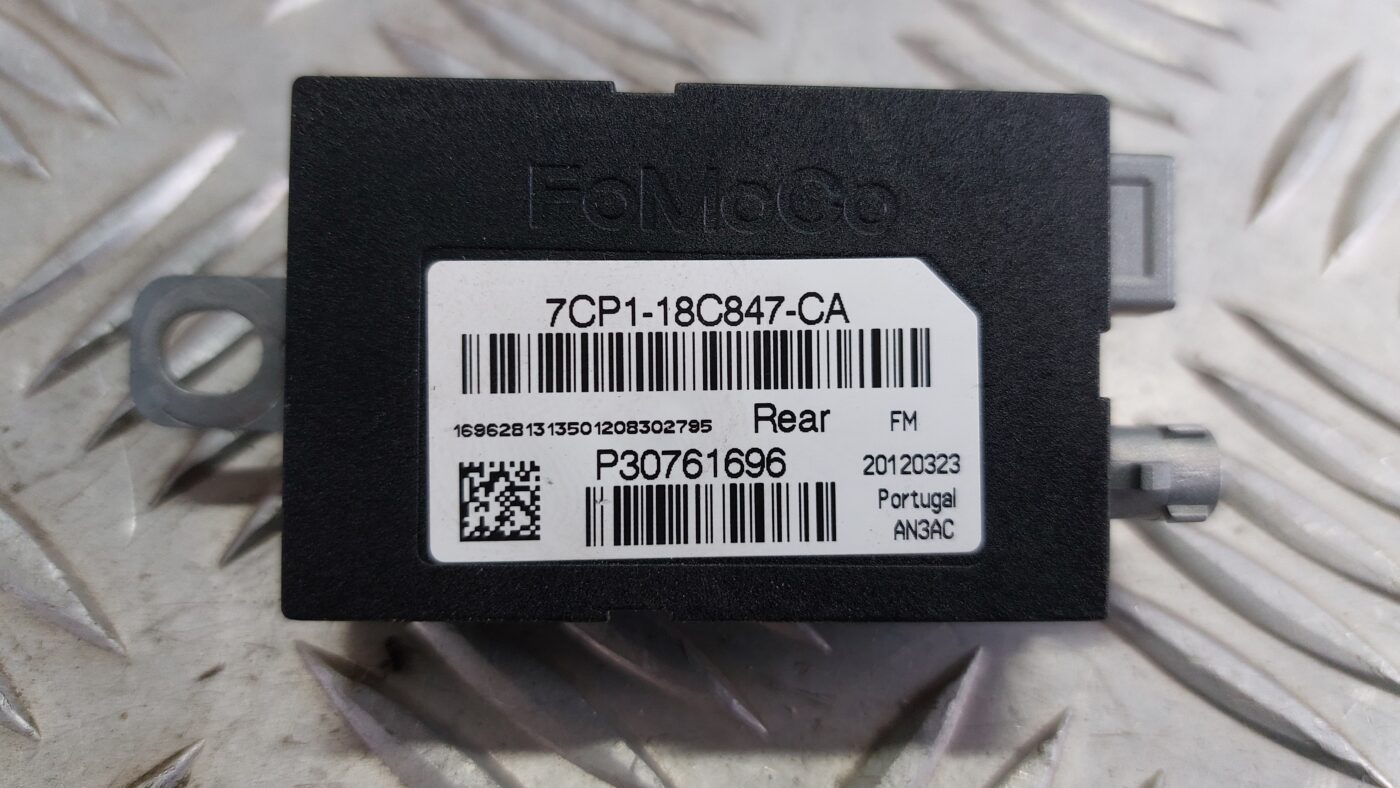 FoMoCo
7CP1-18C847-CA
1696281313501208302795 Rear FM
P30761696 20120323
Portugal
AN3AC